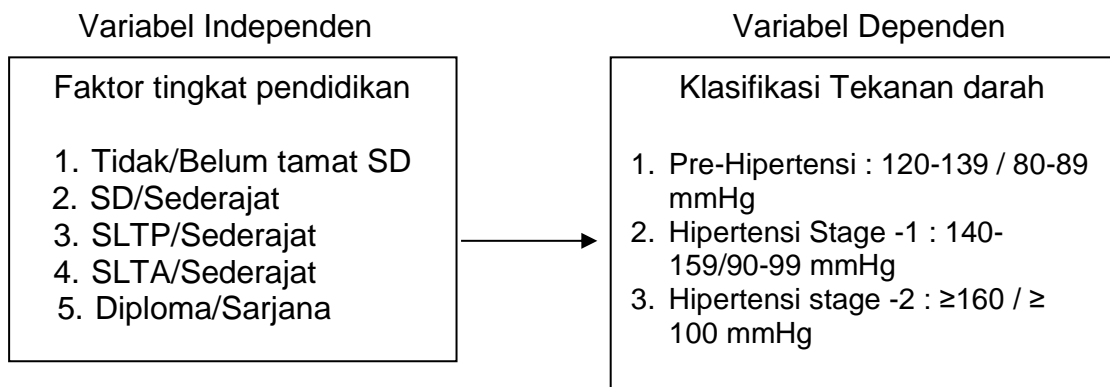 Variabel Independen
Faktor tingkat pendidikan
1. Tidak/Belum tamat SD
2. SD/Sederajat
3. SLTP/Sederajat
4. SLTA/Sederajat
5. Diploma/Sarjana
Variabel Dependen
Klasifikasi Tekanan darah
1. Pre-Hipertensi : 120-139 / 80-89
mmHg
2. Hipertensi Stage -1 : 140-
159/90-99 mmHg
3. Hipertensi stage -2 : ≥160 / ≥
100 mmHg